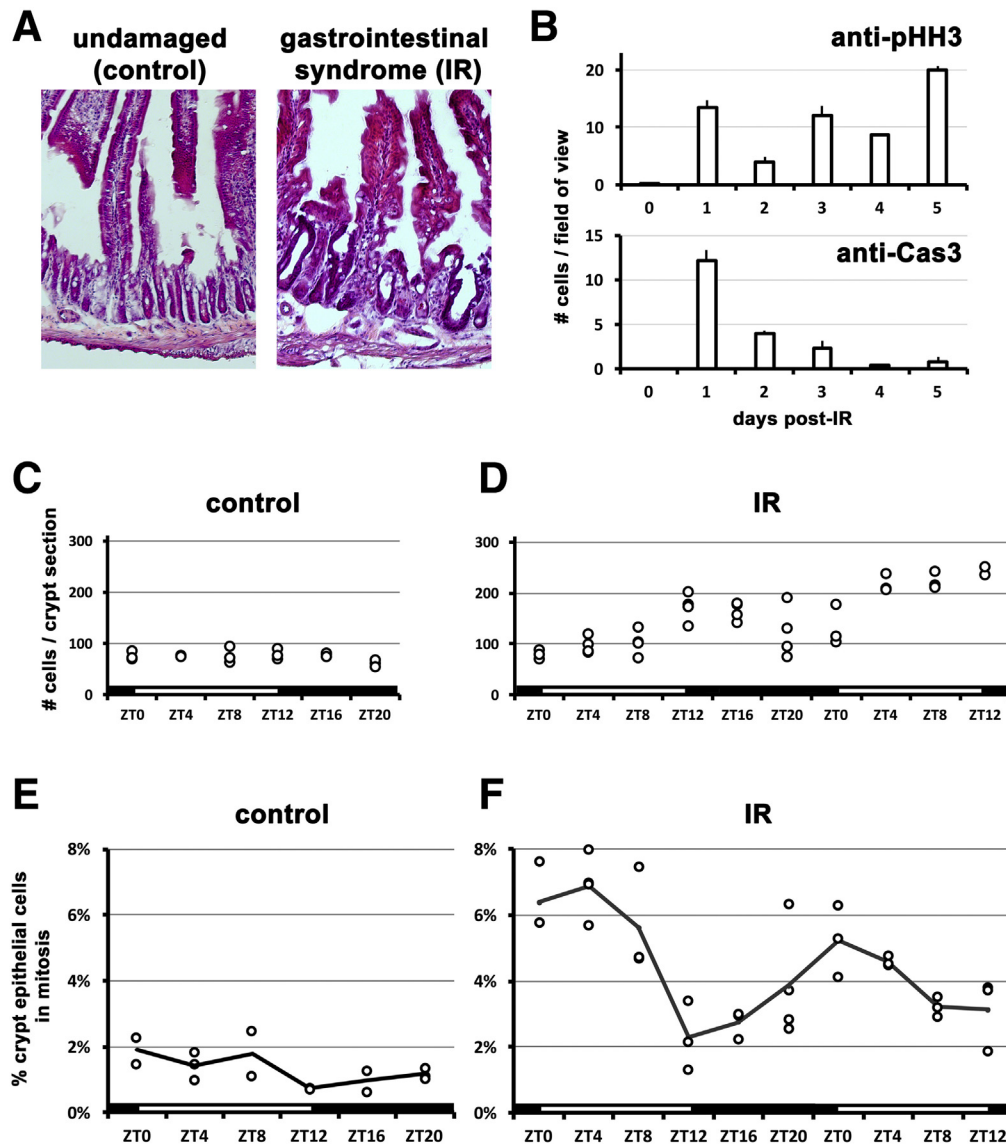 A
undamaged
(control)
gastrointestinal
syndrome (IR)
B
anti-pHH3
# cells / field of view
20
10
0
0 1 2 3 4 5
anti-Cas3
15
10
5
0
0 1 2 3 4 5
days post-IR
C
control
# cells / crypt section
300
200
100
0
ZT0 ZT4 ZT8 ZT12 ZT16 ZT20
D
IR
300
200
100
0
ZT0 ZT4 ZT8 ZT12 ZT16 ZT20 ZT0 ZT4 ZT8 ZT12
E
control
% crypt epithelial cells
in mitosis
8%
6%
4%
2%
0%
ZT0 ZT4 ZT8 ZT12 ZT16 ZT20
F
IR
8%
6%
4%
2%
0%
ZT0 ZT4 ZT8 ZT12 ZT16 ZT20 ZT0 ZT4 ZT8 ZT12